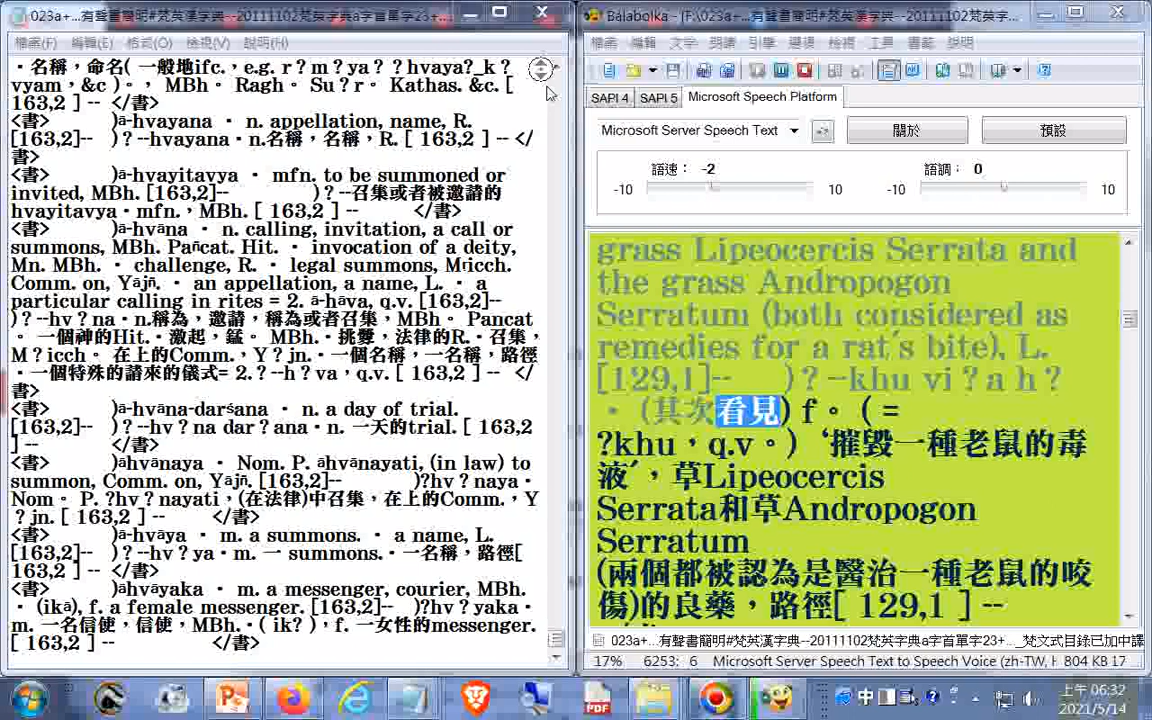 023a+...有聲書簡明#梵英漢字典--20111102梵英字典a字首單字23+...
檔案(F) 編輯(E) 格式(O) 檢視(V) 說明(H)
‧名稱，命名( 一般地ifc.，e.g. r？m？ya？？hvaya?_k？
vyam，&c )。， MBh。 Ragh。 Su？r。 Kathas. &c. [
163,2 ] -- </書>
<書> )ā-hvayana ‧ n. appellation, name, R.
[163,2]-- )？--hvayana‧n.名稱，名稱，R. [ 163,2 ] -- </
書>
<書> )ā-hvayitavya ‧ mfn. to be summoned or
invited, MBh. [163,2]-- )？--召集或者被邀請的
hvayitavya‧mfn.，MBh. [ 163,2 ] -- </書>
<書> )ā-hvāna ‧ n. calling, invitation, a call or
summons, MBh. Pañcat. Hit. ‧ invocation of a deity,
Mn. MBh. ‧ challenge, R. ‧ legal summons, Mṛicch.
Comm. on, Yājñ. ‧ an appellation, a name, L. ‧ a
particular calling in rites = 2. ā-hāva, q.v. [163,2]--
)？--hv？na‧n.稱為，邀請，稱為或者召集，MBh。 Pancat
。 一個神的Hit.‧激起，錳。 MBh.‧挑釁，法律的R.‧召集，
M？icch。 在上的Comm.，Y？jn.‧一個名稱，一名稱，路徑
‧一個特殊的請來的儀式= 2.？--h？va，q.v. [ 163,2 ] -- </
書>
<書> )ā-hvāna-darśana ‧ n. a day of trial.
[163,2]-- )？--hv？na dar？ana‧n. 一天的trial. [ 163,2
] -- </書>
<書> )āhvānaya ‧ Nom. P. āhvānayati, (in law) to
summon, Comm. on, Yājñ. [163,2]-- )?hv？naya‧
Nom。 P. ?hv？nayati，(在法律)中召集，在上的Comm.，Y
？jn. [ 163,2 ] -- </書>
<書> )ā-hvāya ‧ m. a summons. ‧ a name, L.
[163,2]-- )？--hv？ya‧m. 一 summons.‧一名稱，路徑[
163,2 ] -- </書>
<書> )āhvāyaka ‧ m. a messenger, courier, MBh.
‧ (ikā), f. a female messenger. [163,2]-- )?hv？yaka‧
m. 一名信使，信使，MBh.‧( ik？)，f. 一女性的messenger.
[ 163,2 ] -- </書>
Balabolka - [F:\023a+...有聲書簡明#梵英漢字典--20111102梵英字...
檔案 編輯 文字 朗讀 引擎 選項 檢視 工具 書籤 說明
SAPI 4 SAPI 5 Microsoft Speech Platform
Microsoft Server Speech Text 關於 預設
語速： -2 語調： 0
-10 10 -10 10
grass Lipeocercis Serrata and
the grass Andropogon
Serratum (both considered as
remedies for a rat's bite), L.
[129,1]-- )？--khu vi？a h？
‧ (其次看見) f。 ( =
?khu，q.v。) ‘摧毀一種老鼠的毒
液´，草Lipeocercis
Serrata和草Andropogon
Serratum
(兩個都被認為是醫治一種老鼠的咬
傷)的良藥，路徑[ 129,1 ] --
023a+...有聲書簡明#梵英漢字典--20111102梵英字典a字首單字23+..._梵文式目錄已加中譯
17% 6253: 6 Microsoft Server Speech Text to Speech Voice (zh-TW, H 804 KB 17
中
上午 06:32
2021/5/14